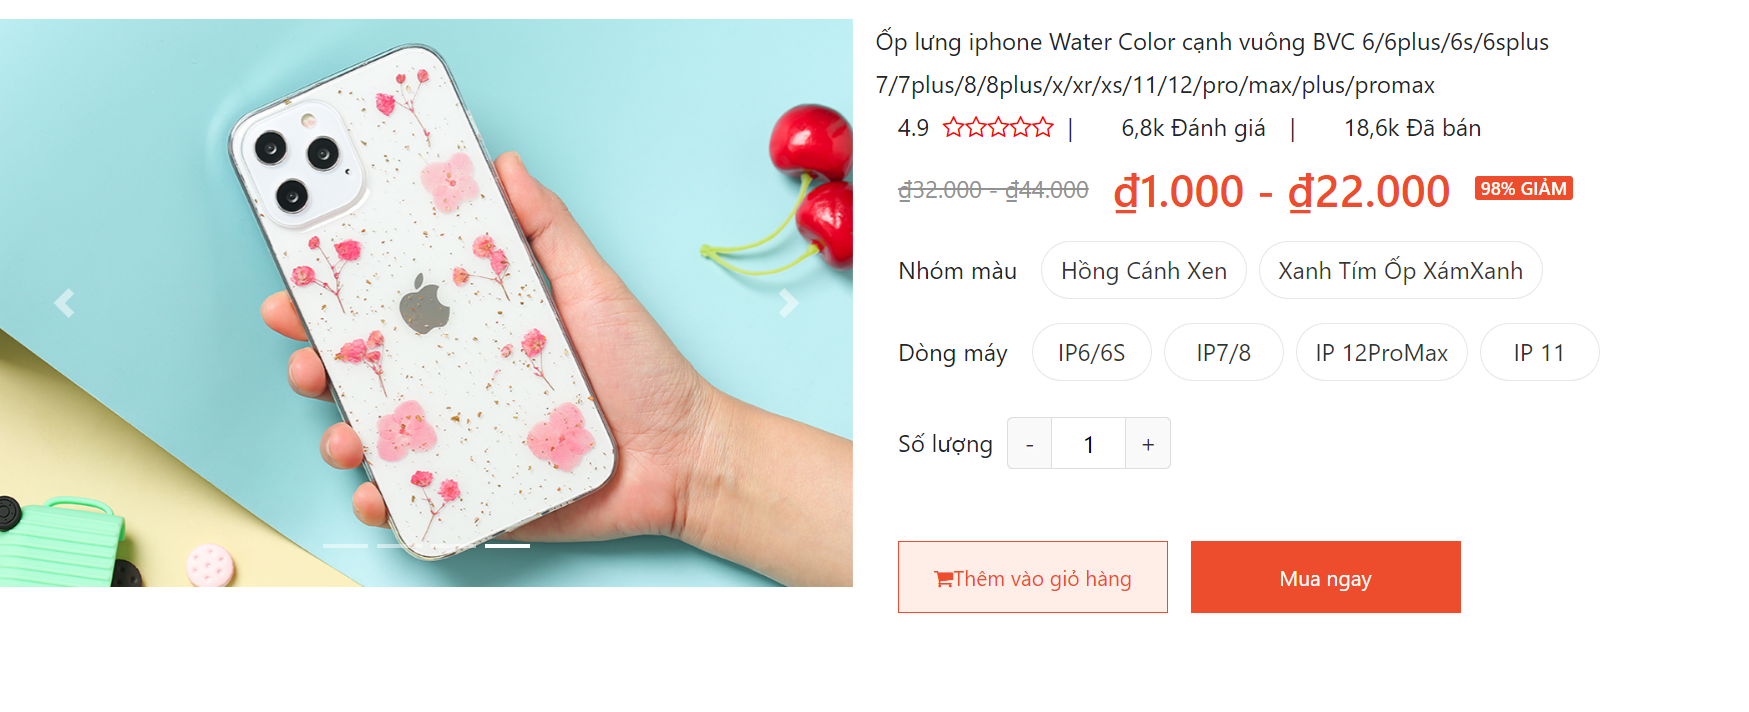 Ốp lưng iphone Water Color cạnh vuông BVC 6/6plus/6s/6splus
7/7plus/8/8plus/x/xr/xs/11/12/pro/max/plus/promax
4.9 | 6,8k Đánh giá | 18,6k Đã bán
₫32.000 - ₫44.000 ₫1.000 - ₫22.000 98% GIẢM
Nhóm màu Hồng Cánh Xen Xanh Tím Ốp XámXanh
Dòng máy IP6/6S IP7/8 IP 12ProMax IP 11
Số lượng - 1 +
Thêm vào giỏ hàng Mua ngay